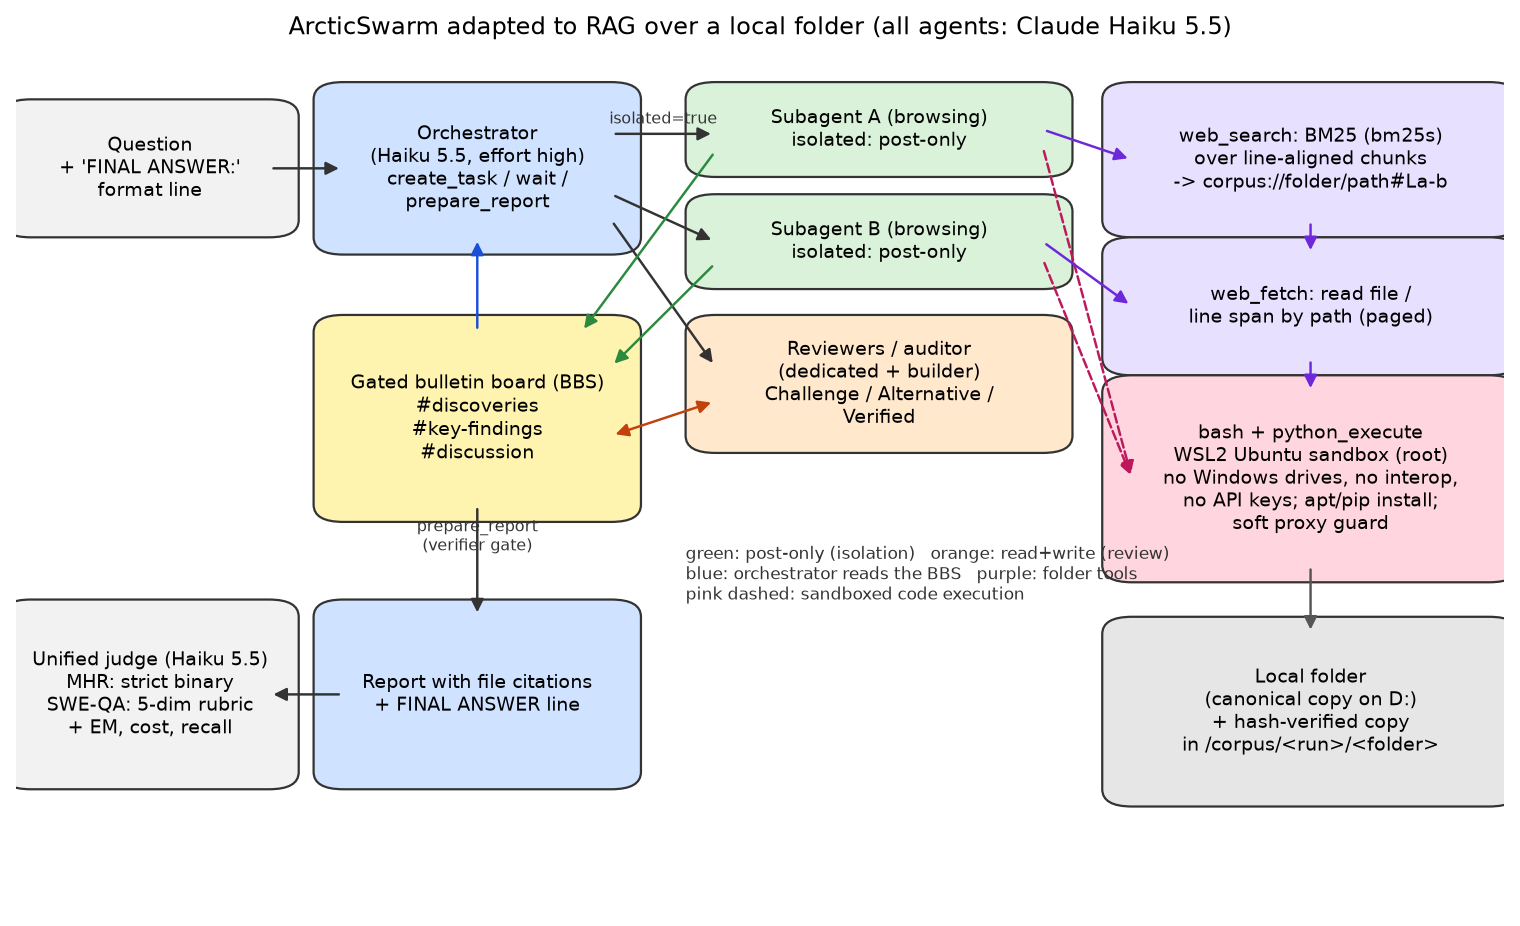 ArcticSwarm adapted to RAG over a local folder (all agents: Claude Haiku 5.5)
Question
+ 'FINAL ANSWER:'
format line
Orchestrator
(Haiku 5.5, effort high)
create_task / wait /
prepare_report
isolated=true
Subagent A (browsing)
isolated: post-only
Subagent B (browsing)
isolated: post-only
web_search: BM25 (bm25s)
over line-aligned chunks
-> corpus://folder/path#La-b
web_fetch: read file /
line span by path (paged)
Gated bulletin board (BBS)
#discoveries
#key-findings
#discussion
Reviewers / auditor
(dedicated + builder)
Challenge / Alternative /
Verified
bash + python_execute
WSL2 Ubuntu sandbox (root)
no Windows drives, no interop,
no API keys; apt/pip install;
soft proxy guard
prepare_report
(verifier gate)
green: post-only (isolation)   orange: read+write (review)
blue: orchestrator reads the BBS   purple: folder tools
pink dashed: sandboxed code execution
Unified judge (Haiku 5.5)
MHR: strict binary
SWE-QA: 5-dim rubric
+ EM, cost, recall
Report with file citations
+ FINAL ANSWER line
Local folder
(canonical copy on D:)
+ hash-verified copy
in /corpus/<run>/<folder>